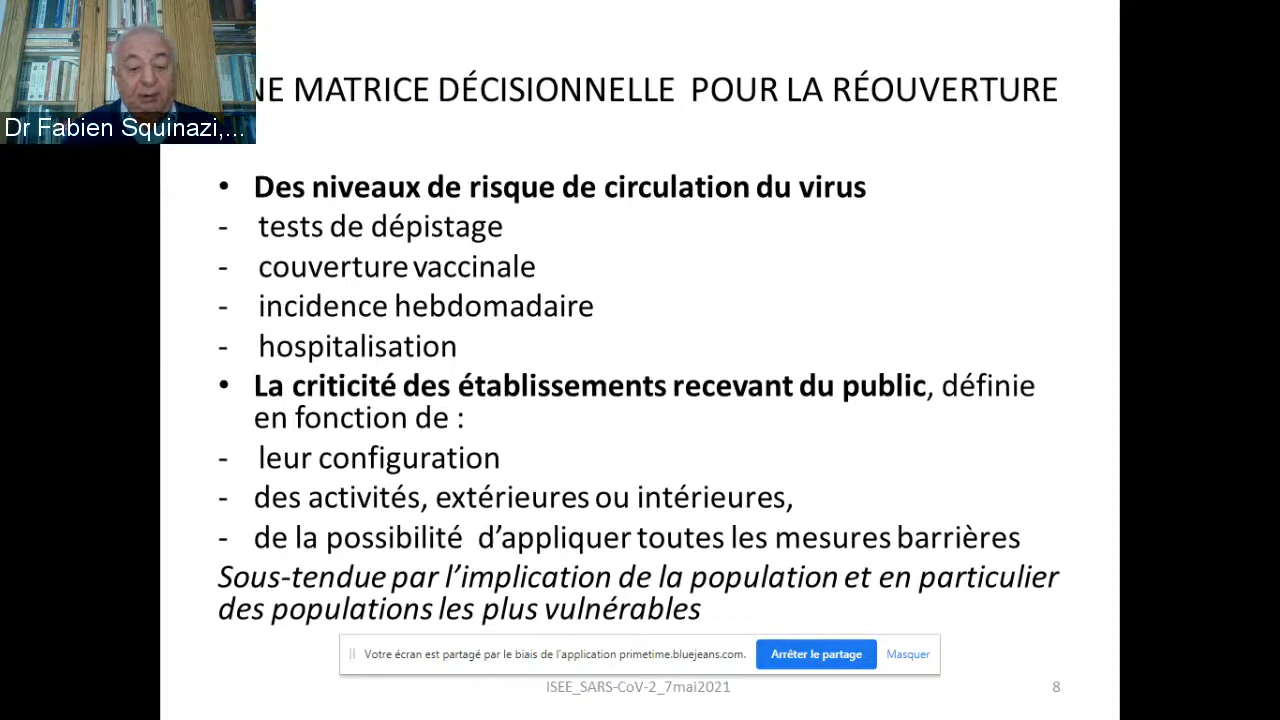 NE MATRICE DÉCISIONNELLE POUR LA RÉOUVERTURE
Dr Fabien Squinazi,...
• Des niveaux de risque de circulation du virus
- tests de dépistage
- couverture vaccinale
- incidence hebdomadaire
- hospitalisation
• La criticité des établissements recevant du public, définie
en fonction de :
- leur configuration
- des activités, extérieures ou intérieures,
- de la possibilité d’appliquer toutes les mesures barrières
Sous-tendue par l’implication de la population et en particulier
des populations les plus vulnérables
Votre écran est partagé par le biais de l'application primetime.bluejeans.com. Arrêter le partage Masquer
ISEE_SARS-CoV-2_7mai2021 8